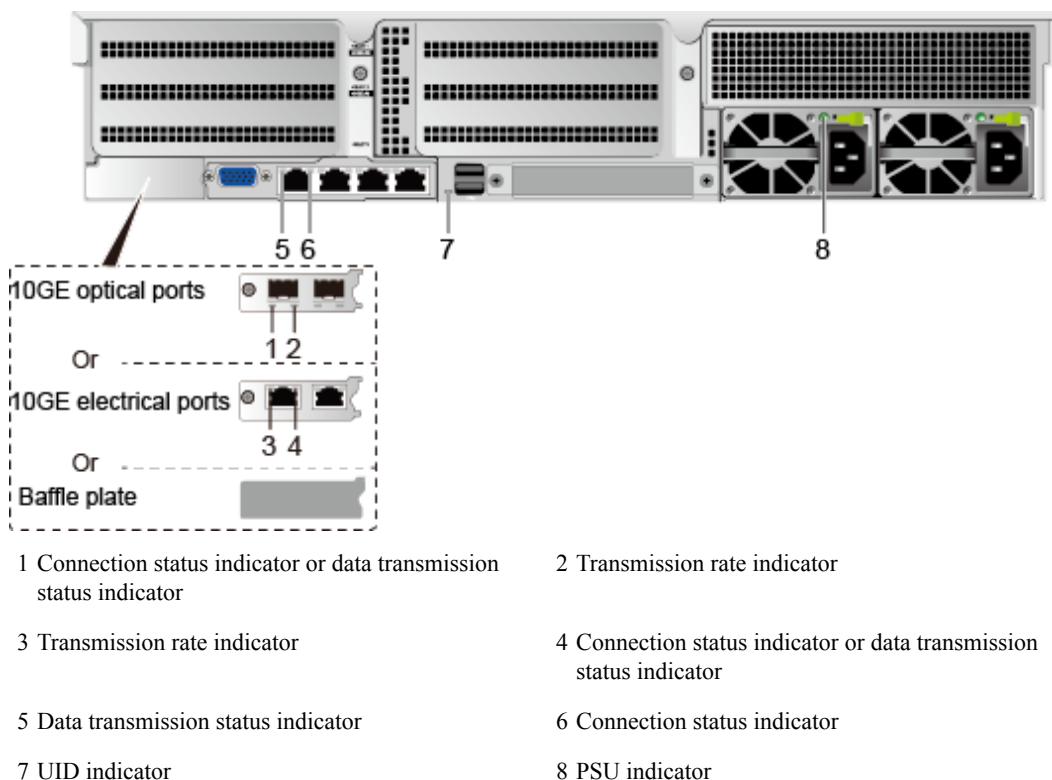 5 6
7
8
10GE optical ports
1 2
Or
10GE electrical ports
3 4
Or
Baffle plate
1 Connection status indicator or data transmission
status indicator
2 Transmission rate indicator
3 Transmission rate indicator
4 Connection status indicator or data transmission
status indicator
5 Data transmission status indicator
6 Connection status indicator
7 UID indicator
8 PSU indicator